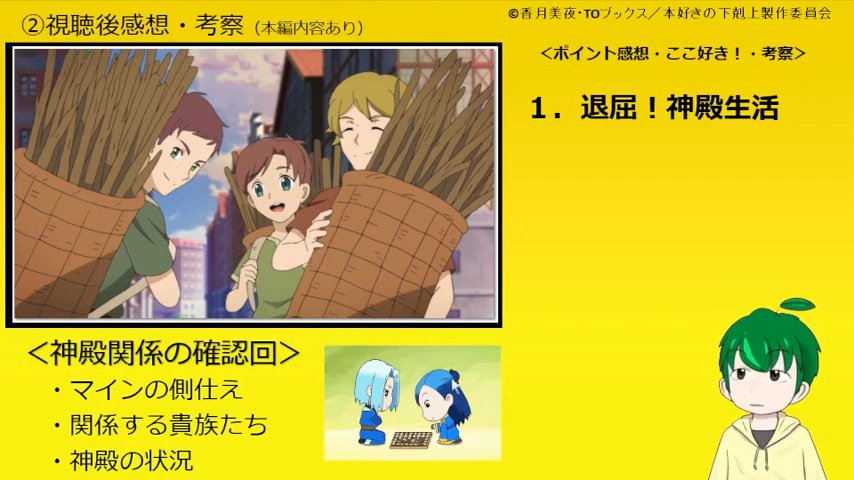 ②視聴後感想・考察（本編内容あり）
©香月美夜・TOブックス／本好きの下剋上製作委員会
＜ポイント感想・ここ好き！・考察＞
１．退屈！神殿生活
＜神殿関係の確認回＞
・マインの側仕え
・関係する貴族たち
・神殿の状況